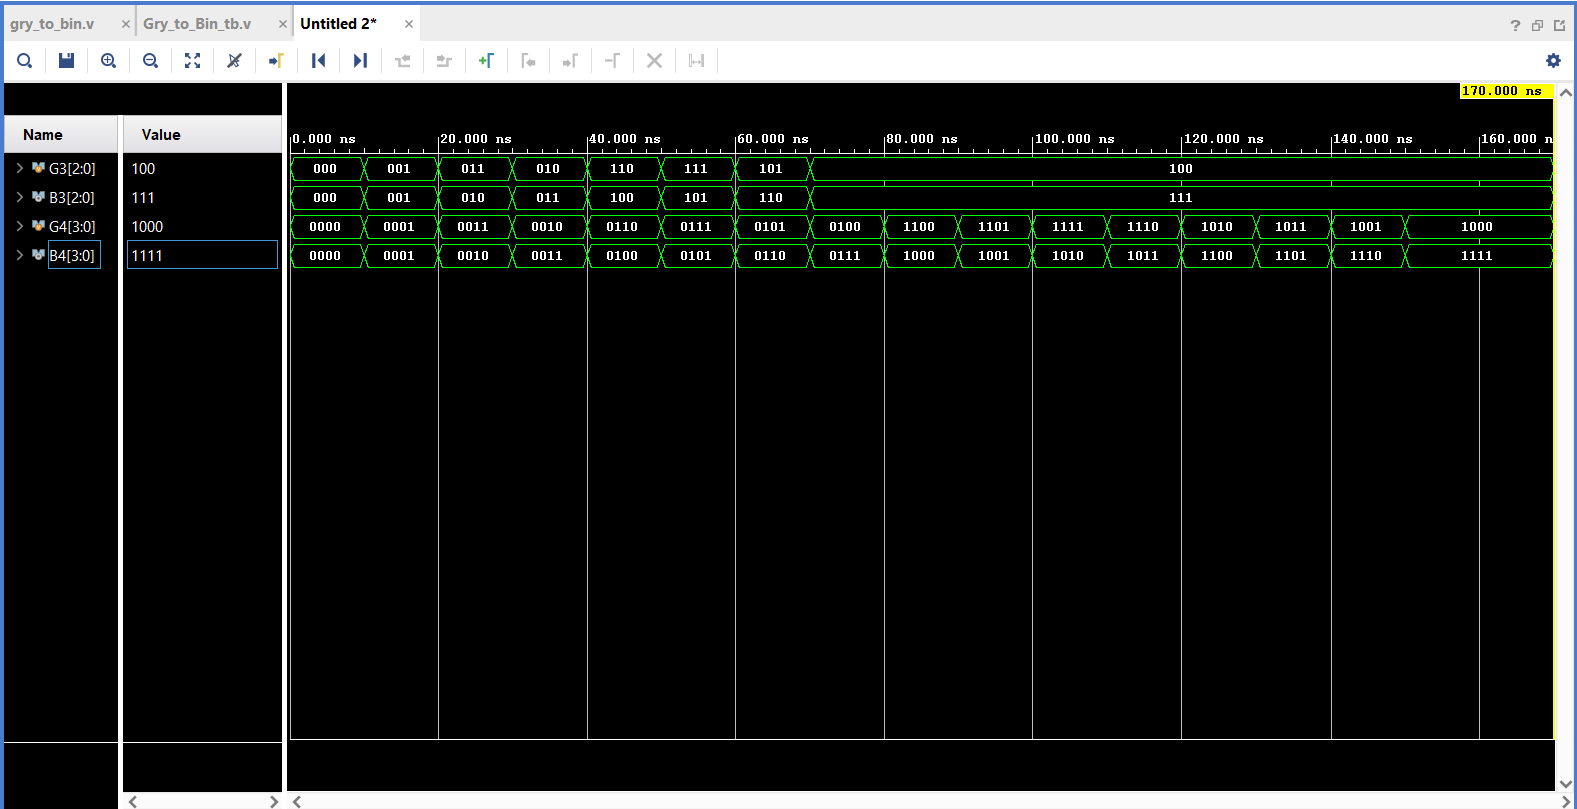 gry_to_bin.v × Gry_to_Bin_tb.v × Untitled 2* ×
?
170.000 ns
Name Value
0.000 ns 20.000 ns 40.000 ns 60.000 ns 80.000 ns 100.000 ns 120.000 ns 140.000 ns 160.000 n
G3[2:0] 100 000 001 011 010 110 111 101 100
B3[2:0] 111 000 001 010 011 100 101 110 111
G4[3:0] 1000 0000 0001 0011 0010 0110 0111 0101 0100 1100 1101 1111 1110 1010 1011 1001 1000
B4[3:0] 1111 0000 0001 0010 0011 0100 0101 0110 0111 1000 1001 1010 1011 1100 1101 1110 1111